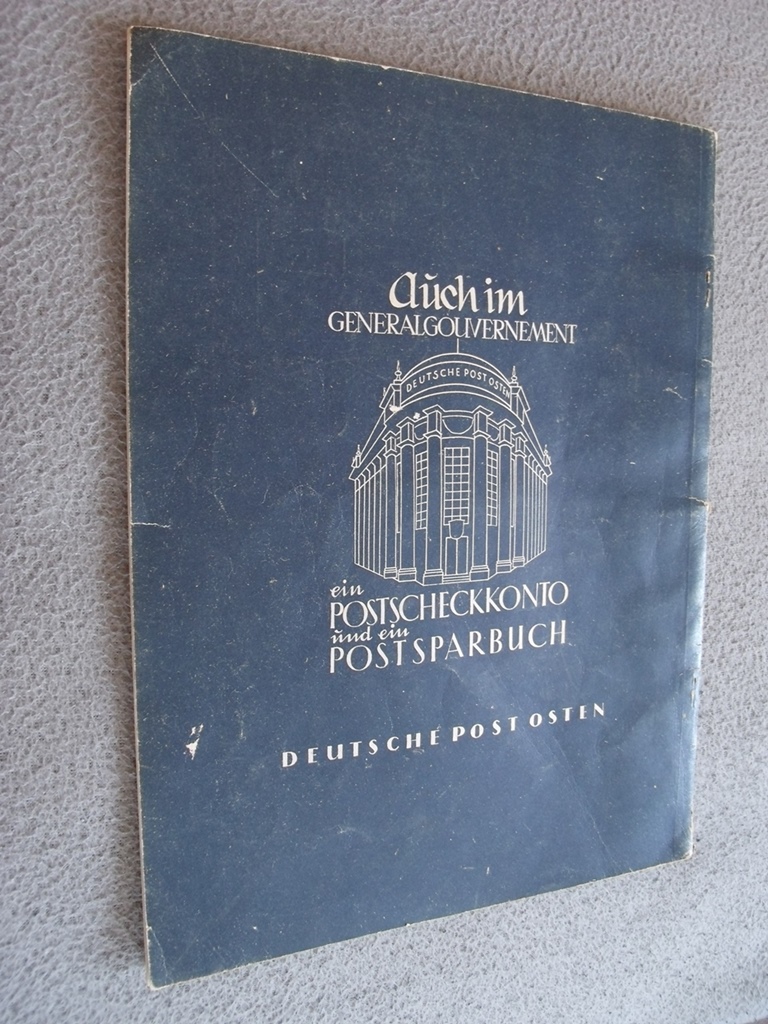 Auch im
GENERALGOUVERNEMENT
DEUTSCHE POST OSTEN
ein
POSTSCHECKKONTO
und ein
POSTSPARBUCH
DEUTSCHE POST OSTEN